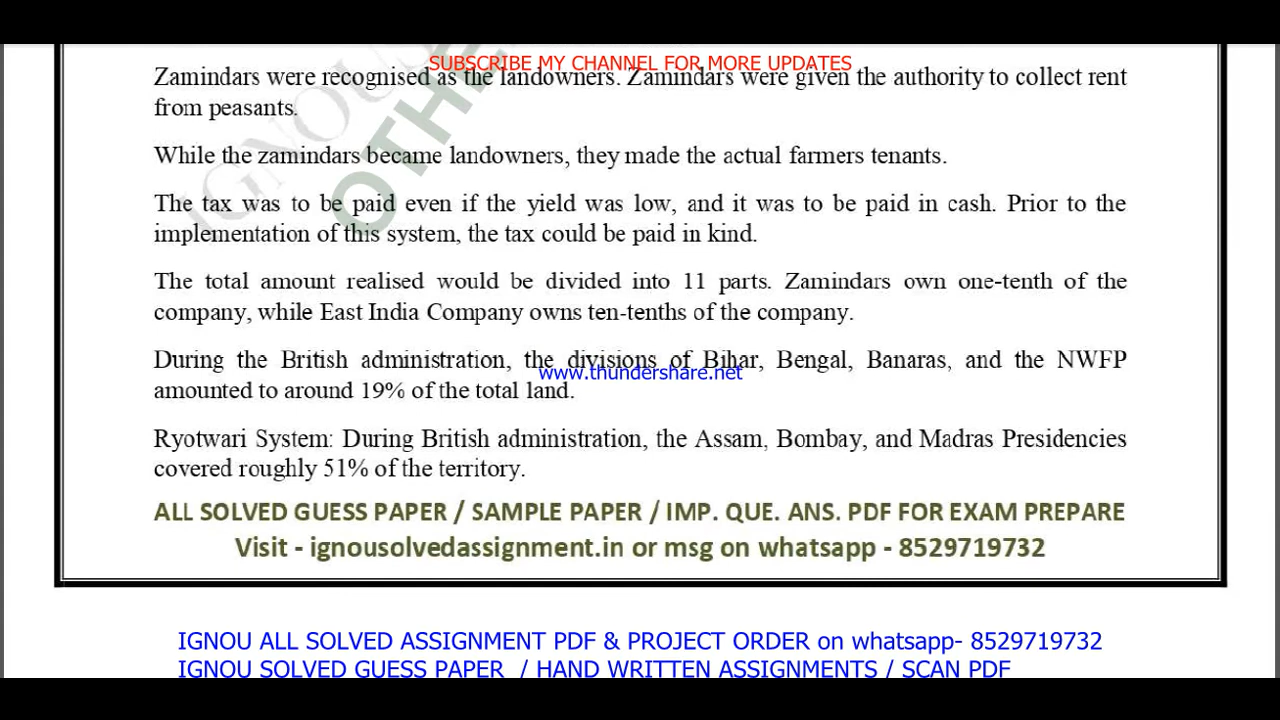 SUBSCRIBE MY CHANNEL FOR MORE UPDATES
Zamindars were recognised as the landowners. Zamindars were given the authority to collect rent
from peasants.
While the zamindars became landowners, they made the actual farmers tenants.
The tax was to be paid even if the yield was low, and it was to be paid in cash. Prior to the
implementation of this system, the tax could be paid in kind.
The total amount realised would be divided into 11 parts. Zamindars own one-tenth of the
company, while East India Company owns ten-tenths of the company.
During the British administration, the divisions of Bihar, Bengal, Banaras, and the NWFP
www.thundershare.net
amounted to around 19% of the total land.
Ryotwari System: During British administration, the Assam, Bombay, and Madras Presidencies
covered roughly 51% of the territory.
ALL SOLVED GUESS PAPER / SAMPLE PAPER / IMP. QUE. ANS. PDF FOR EXAM PREPARE
Visit - ignousolvedassignment.in or msg on whatsapp - 8529719732
IGNOU ALL SOLVED ASSIGNMENT PDF & PROJECT ORDER on whatsapp- 8529719732
IGNOU SOLVED GUESS PAPER / HAND WRITTEN ASSIGNMENTS / SCAN PDF
IGNOU